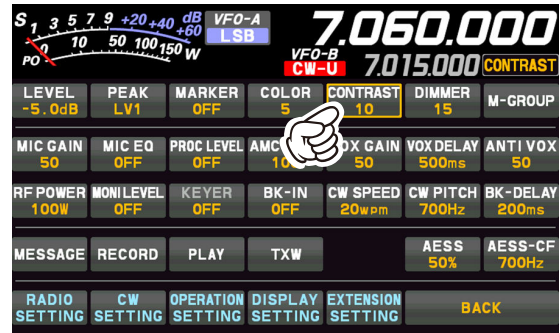 S 1 3 5 7 9 +20 +40 +60 dB
PO 0 10 50 100 150 W
VFO-A
LSB
7.060.000
VFO-B
CW-U
7.015.000
CONTRAST
LEVEL PEAK MARKER COLOR CONTRAST DIMMER M-GROUP
-5.0dB LV1 OFF 5 10 15
MIC GAIN MIC EQ PROC LEVEL AMC VOX GAIN VOX DELAY ANTI VOX
50 OFF OFF 50 500ms 50
RF POWER MONI LEVEL KEYER BK-IN CW SPEED CW PITCH BK-DELAY
100W OFF OFF OFF 20wpm 700Hz 200ms
MESSAGE RECORD PLAY TXW AESS AESS-CF
50% 700Hz
RADIO CW OPERATION DISPLAY EXTENSION BACK
SETTING SETTING SETTING SETTING SETTING